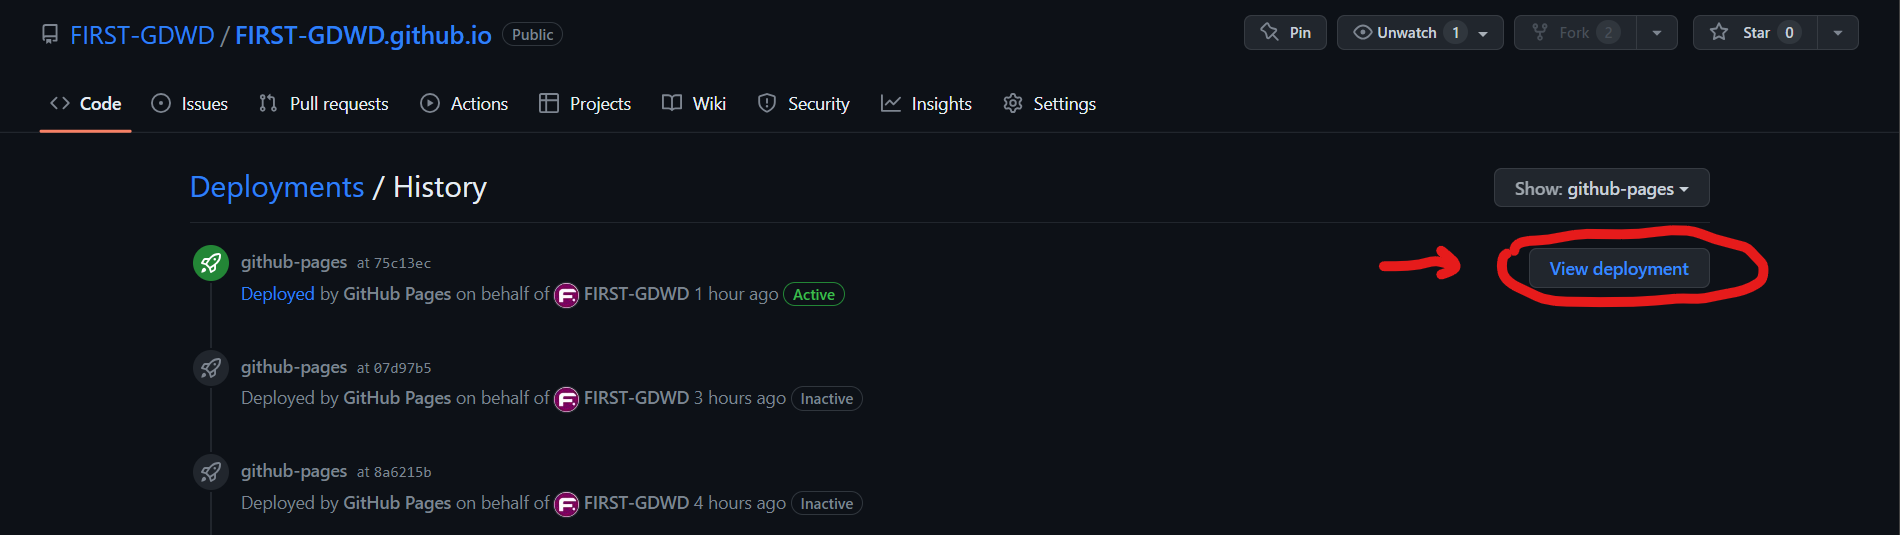 FIRST-GDWD / FIRST-GDWD.github.io Public Pin Unwatch 1 Fork 2 Star 0
Code Issues Pull requests Actions Projects Wiki Security Insights Settings
Deployments / History Show: github-pages
github-pages at 75c13ec View deployment
Deployed by GitHub Pages on behalf of F FIRST-GDWD 1 hour ago Active
github-pages at 07d97b5
Deployed by GitHub Pages on behalf of F FIRST-GDWD 3 hours ago Inactive
github-pages at 8a6215b
Deployed by GitHub Pages on behalf of F FIRST-GDWD 4 hours ago Inactive